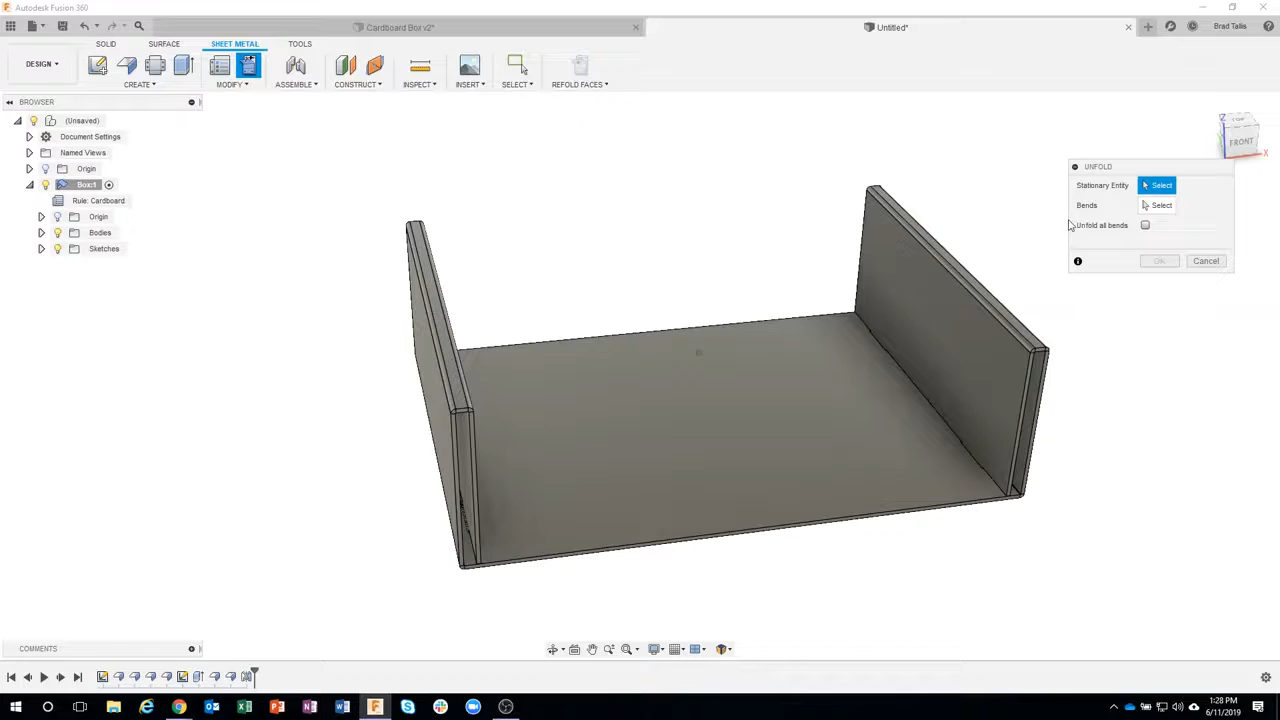 Autodesk Fusion 360
Cardboard Box v2*
Untitled*
Brad Tallis
SOLID SURFACE SHEET METAL TOOLS
DESIGN
CREATE MODIFY ASSEMBLE CONSTRUCT INSPECT INSERT SELECT REFOLD FACES
BROWSER
(Unsaved)
Document Settings
Named Views
Origin
Box:1
Rule: Cardboard
Origin
Bodies
Sketches
TOP
FRONT
Z
X
UNFOLD
Stationary Entity Select
Bends Select
Unfold all bends
OK Cancel
COMMENTS
1:28 PM
6/11/2019